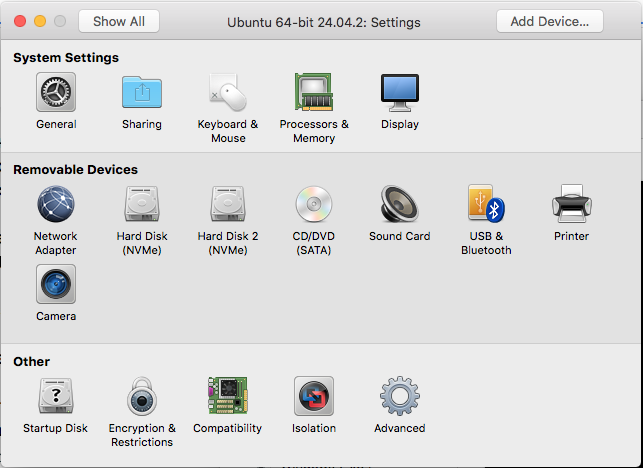 Show All
Ubuntu 64-bit 24.04.2: Settings
Add Device...
System Settings
General
Sharing
Keyboard &
Mouse
Processors &
Memory
Display
Removable Devices
Network
Adapter
Hard Disk
(NVMe)
Hard Disk 2
(NVMe)
CD/DVD
(SATA)
Sound Card
USB &
Bluetooth
Printer
Camera
Other
Startup Disk
Encryption &
Restrictions
Compatibility
Isolation
Advanced